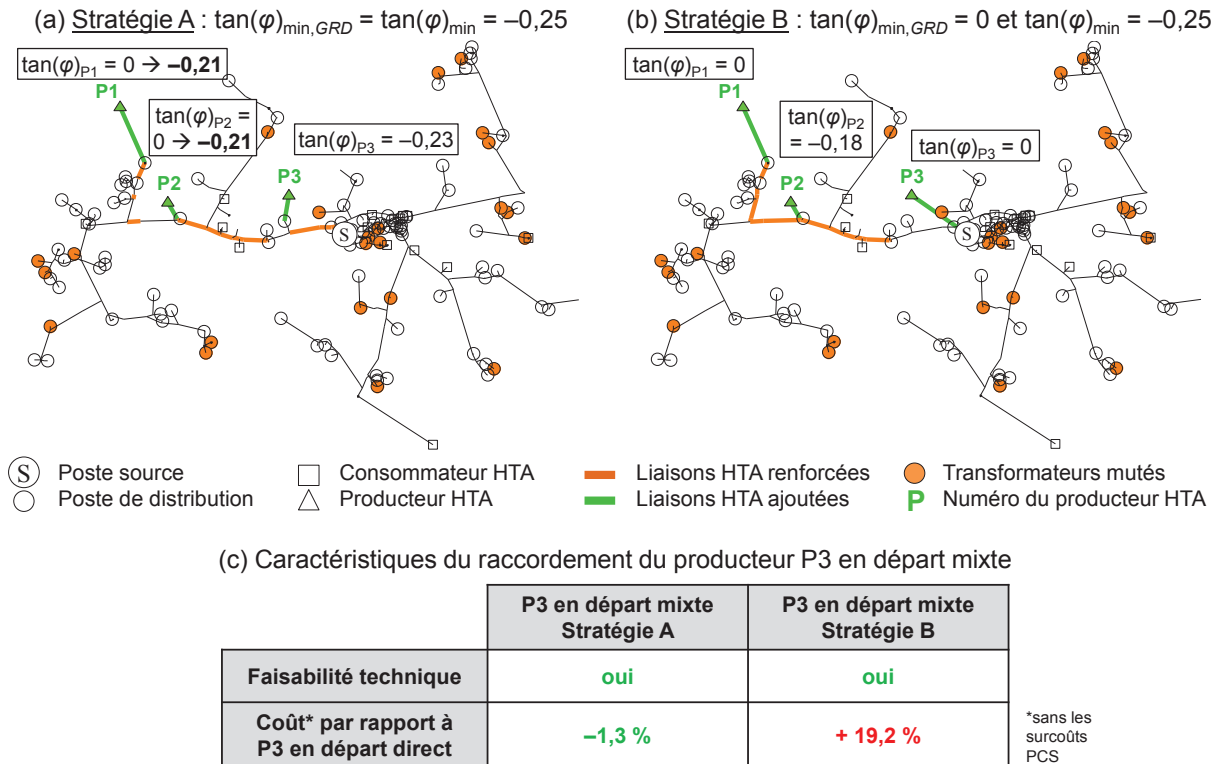 (a) Stratégie A : tan(φ)min,GRD = tan(φ)min = –0,25
tan(φ)P1 = 0 → –0,21
P1
tan(φ)P2 =
0 → –0,21
tan(φ)P3 = –0,23
P2
P3
S
(b) Stratégie B : tan(φ)min,GRD = 0 et tan(φ)min = –0,25
tan(φ)P1 = 0
P1
tan(φ)P2
= –0,18
tan(φ)P3 = 0
P2
P3
S
S Poste source
Consommateur HTA
Liaisons HTA renforcées
Transformateurs mutés
Poste de distribution
Producteur HTA
Liaisons HTA ajoutées
P Numéro du producteur HTA
(c) Caractéristiques du raccordement du producteur P3 en départ mixte
P3 en départ mixte
Stratégie A
P3 en départ mixte
Stratégie B
Faisabilité technique
oui
oui
Coût* par rapport à
P3 en départ direct
–1,3 %
+ 19,2 %
*sans les
surcoûts
PCS